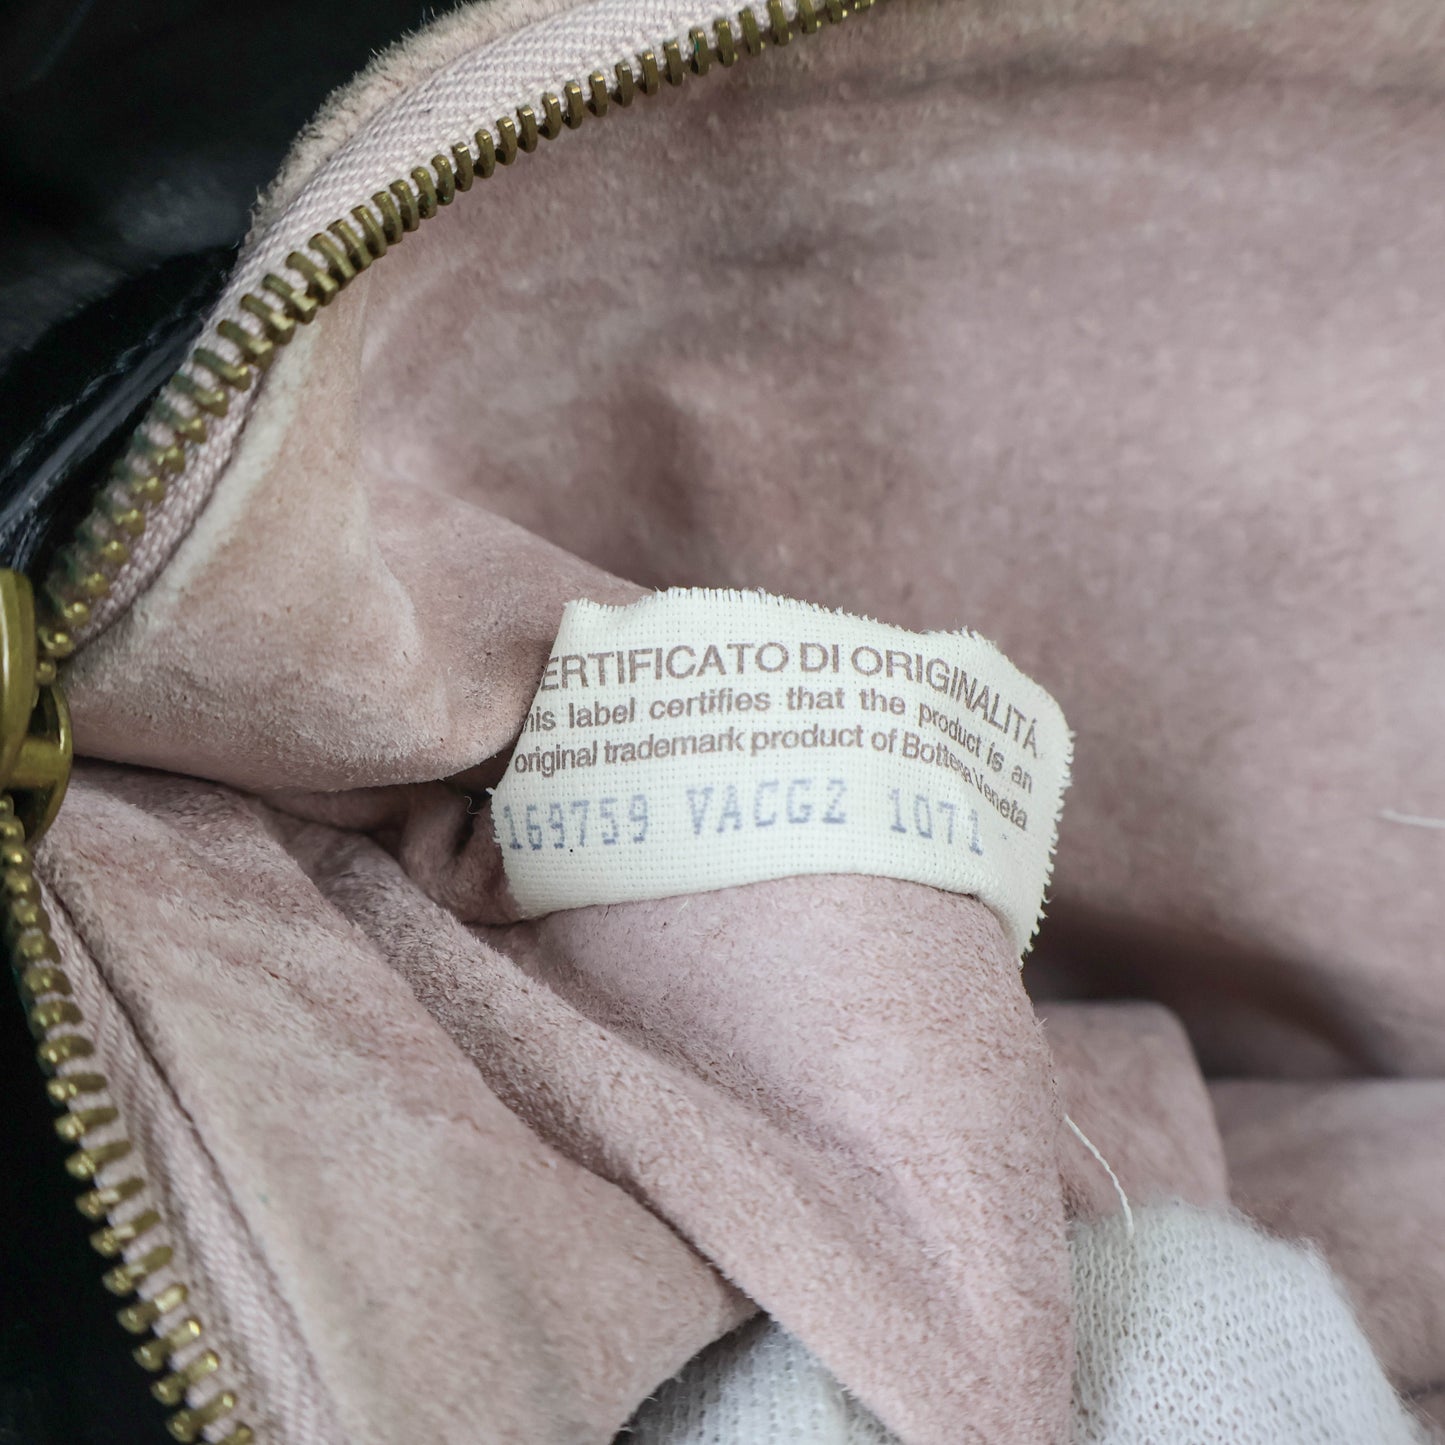 ERTIFICATO DI ORIGINALITÁ
his label certifies that the product is an
original trademark product of Bottega Veneta
169759 VACG2 1071